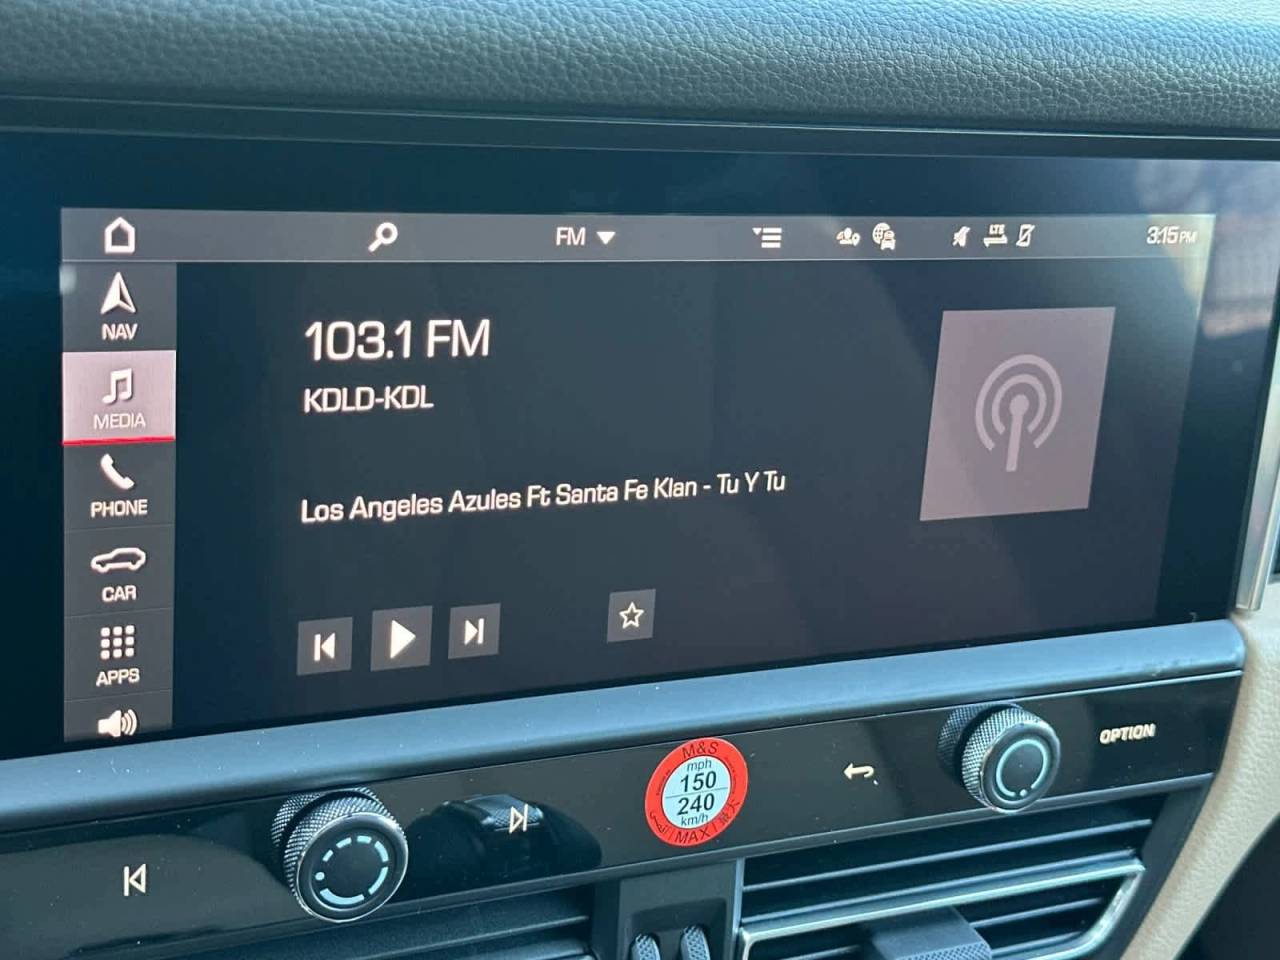 FM
LTE
3:15 PM
NAV
MEDIA
PHONE
CAR
APPS
103.1 FM
KDLD-KDL
Los Angeles Azules Ft Santa Fe Klan - Tu Y Tu
OPTION
M&S
mph
150
240
km/h
MAX